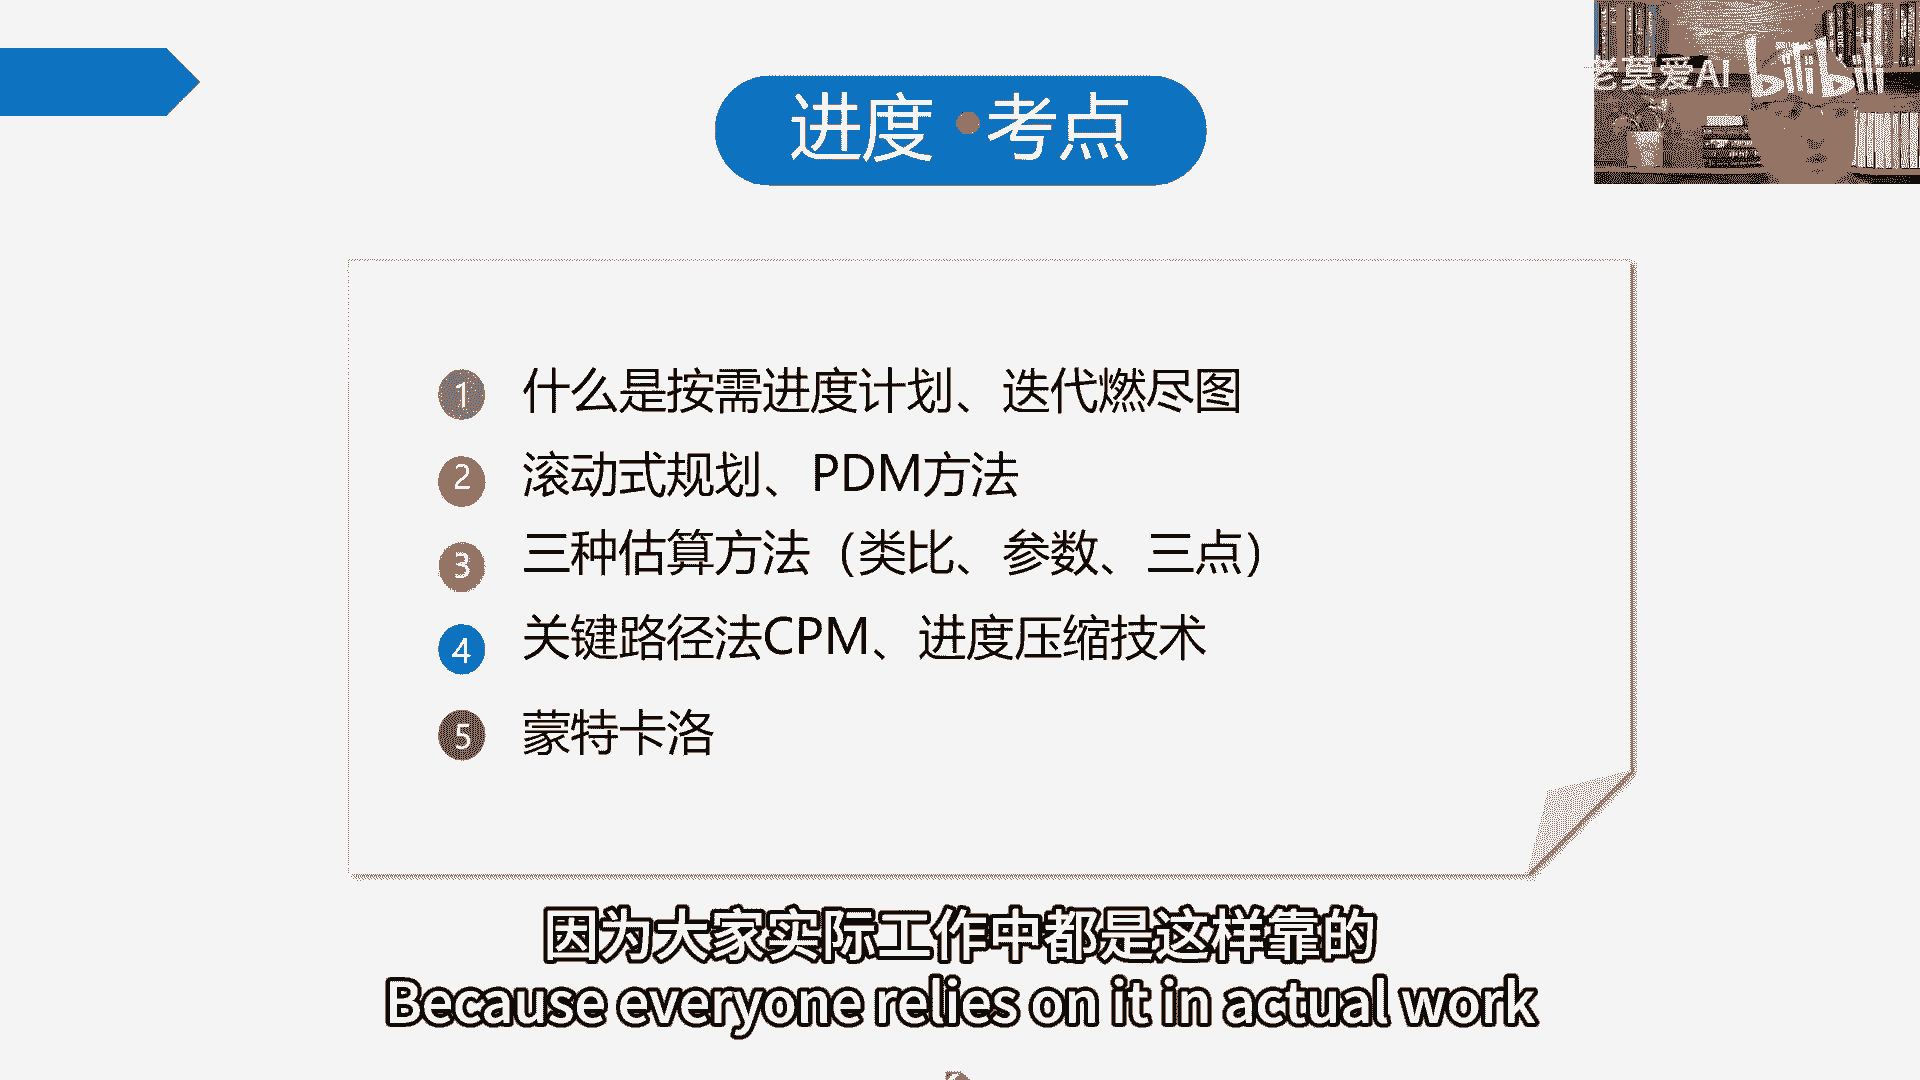 老莫爱AI bilibili
进度·考点
1 什么是按需进度计划、迭代燃尽图
2 滚动式规划、PDM方法
3 三种估算方法（类比、参数、三点）
4 关键路径法CPM、进度压缩技术
5 蒙特卡洛
因为大家实际工作中都是这样靠的
Because everyone relies on it in actual work